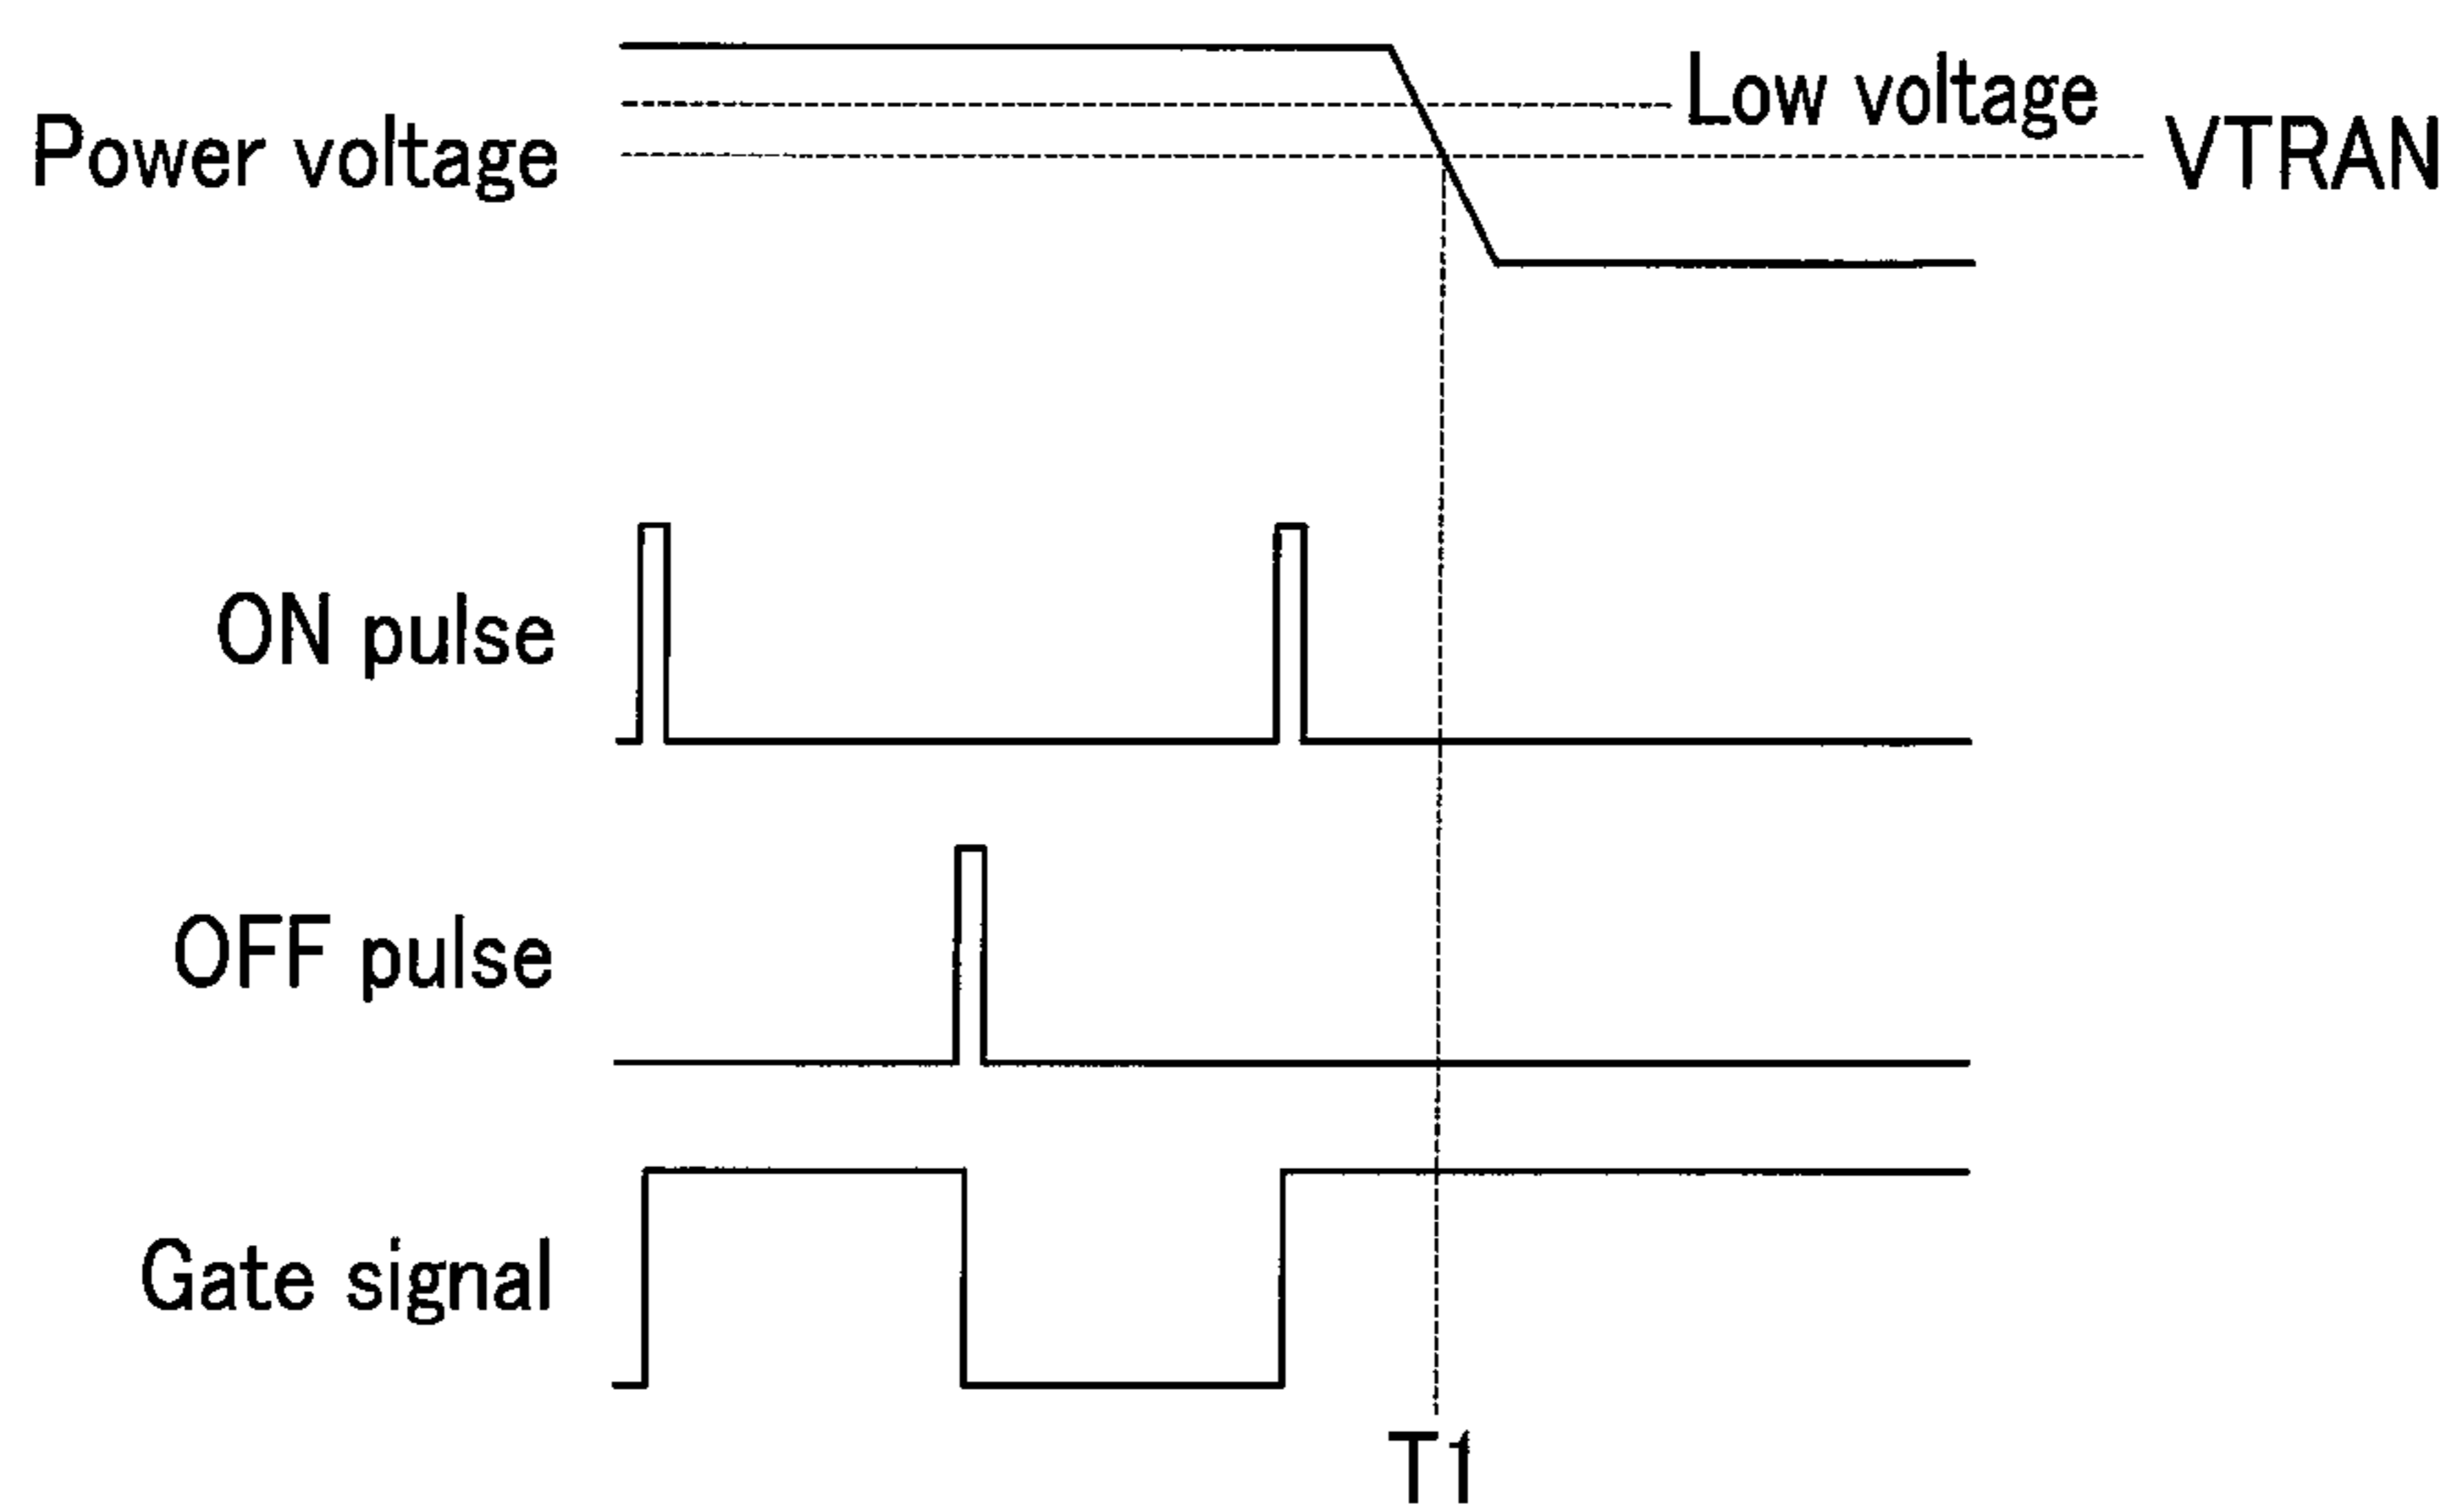 Low voltage
Power voltage
VTRAN
ON pulse
OFF pulse
Gate signal
T1